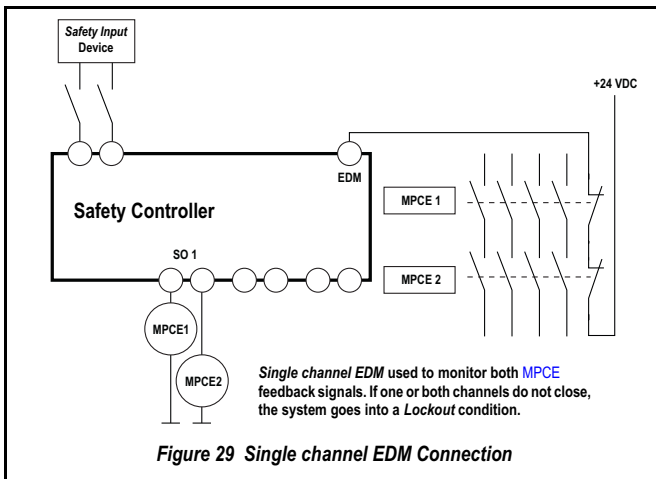 Safety Input
Device
+24 VDC
EDM
Safety Controller
MPCE 1
SO 1
MPCE 2
MPCE1
MPCE2
Single channel EDM used to monitor both MPCE
feedback signals. If one or both channels do not close,
the system goes into a Lockout condition.
Figure 29 Single channel EDM Connection